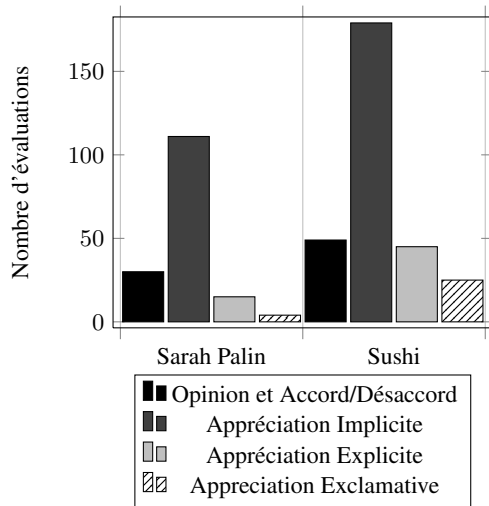 Nombre d'évaluations
150
100
50
0
Sarah Palin
Sushi
Opinion et Accord/Désaccord
Appréciation Implicite
Appréciation Explicite
Appreciation Exclamative